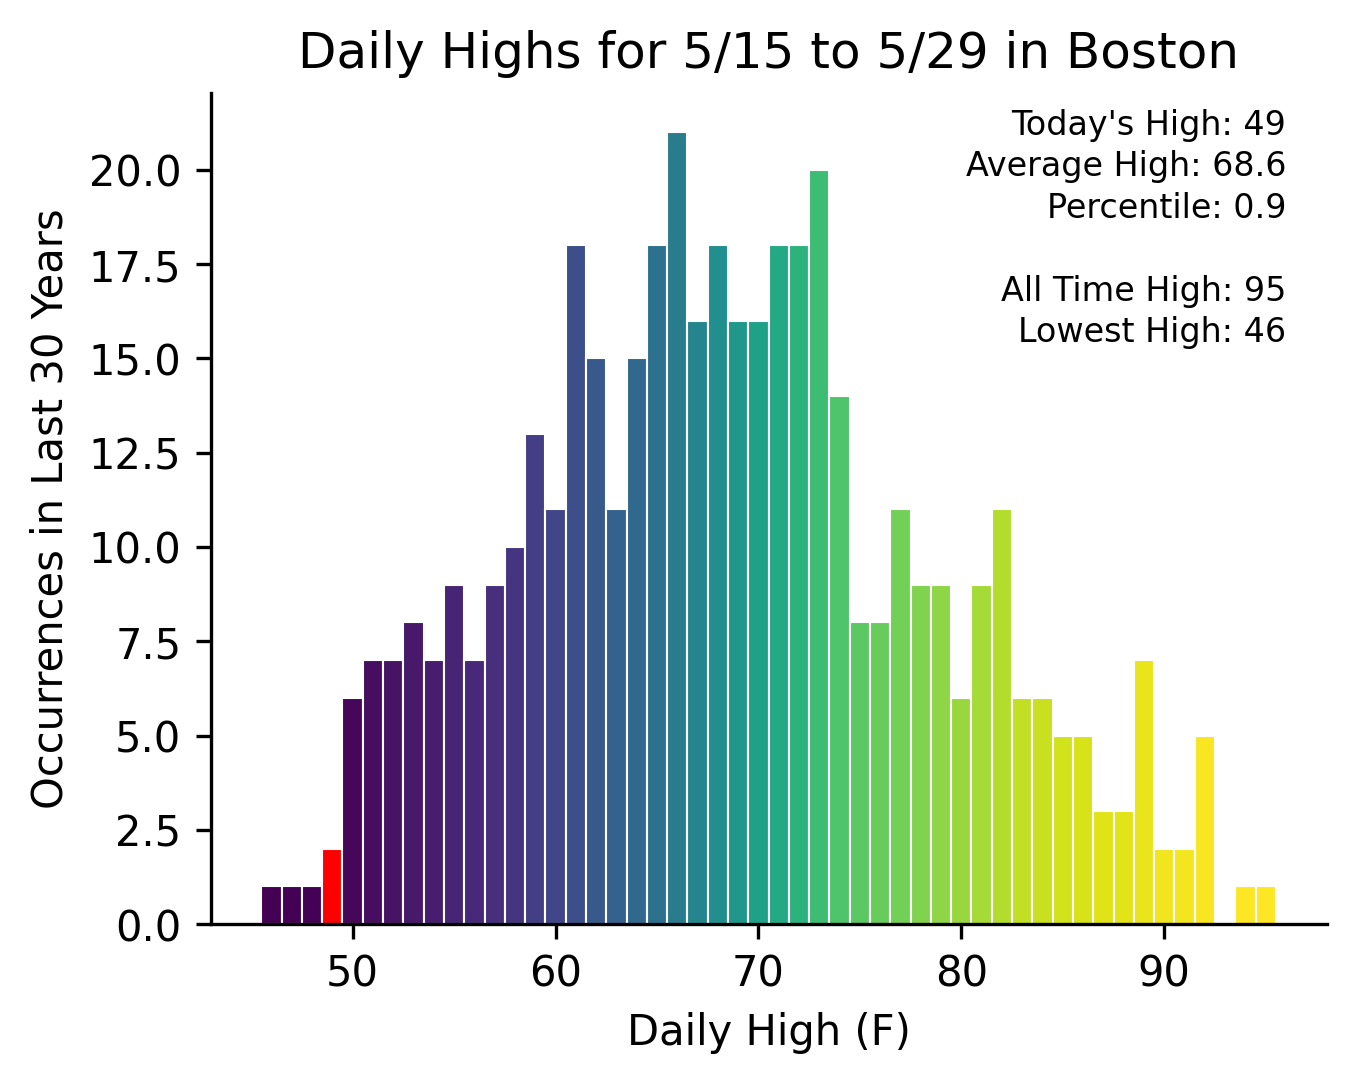 Daily Highs for 5/15 to 5/29 in Boston
Today's High: 49
Average High: 68.6
Percentile: 0.9
All Time High: 95
Lowest High: 46
Occurrences in Last 30 Years
20.0
17.5
15.0
12.5
10.0
7.5
5.0
2.5
0.0
50 60 70 80 90
Daily High (F)